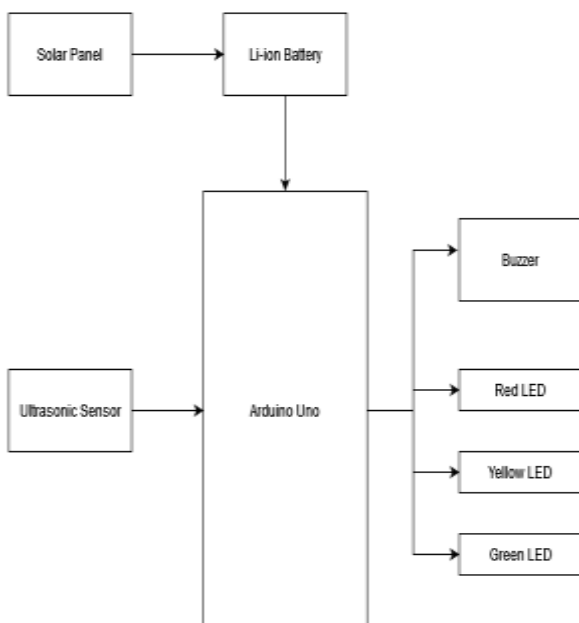 Solar Panel
Li-ion Battery
Buzzer
Ultrasonic Sensor
Arduino Uno
Red LED
Yellow LED
Green LED